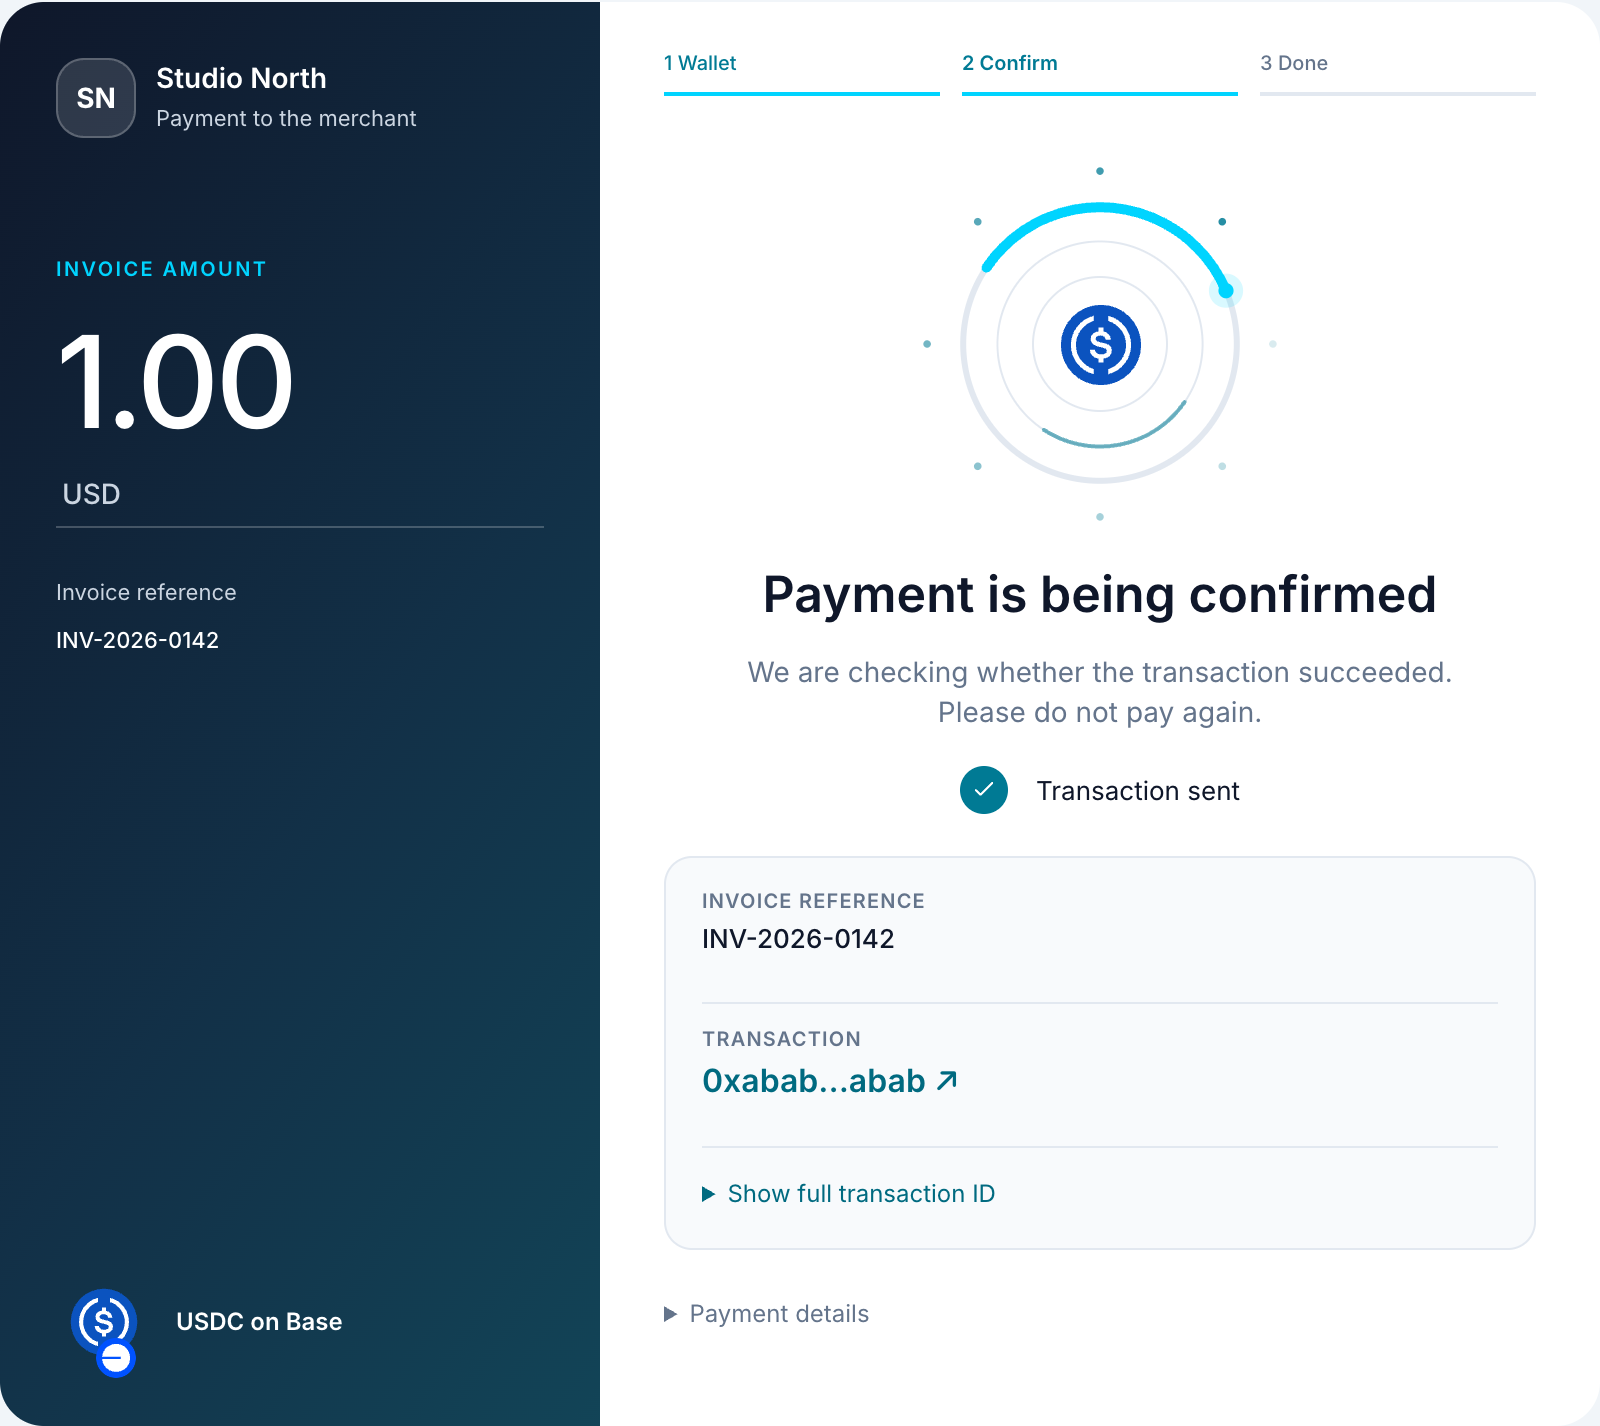 SN
Studio North
Payment to the merchant
INVOICE AMOUNT
1.00
USD
Invoice reference
INV-2026-0142
USDC on Base
1 Wallet
2 Confirm
3 Done
Payment is being confirmed
We are checking whether the transaction succeeded.
Please do not pay again.
Transaction sent
INVOICE REFERENCE
INV-2026-0142
TRANSACTION
0xabab...abab ↗
Show full transaction ID
Payment details